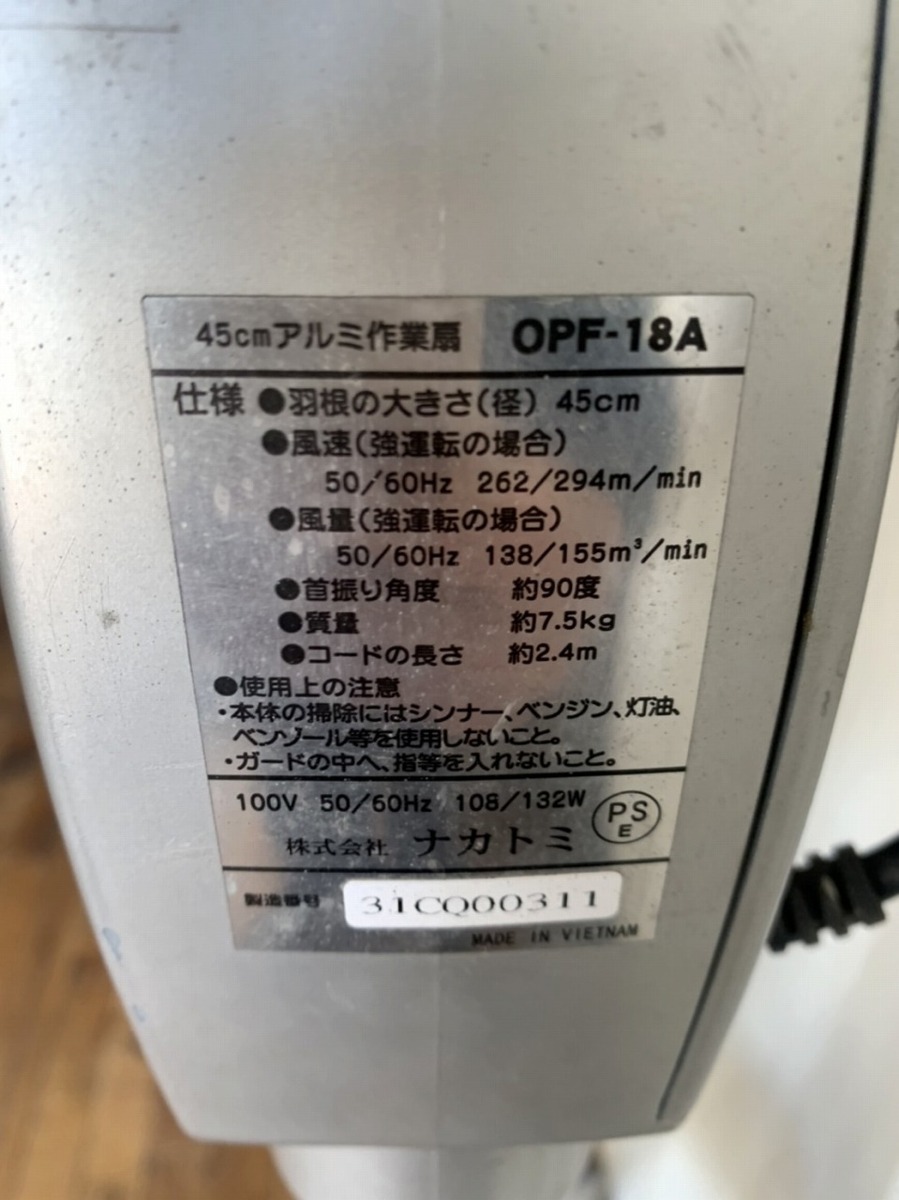 45cmアルミ作業扇 OPF-18A
仕様 ●羽根の大きさ(径) 45cm
●風速(強運転の場合)
50/60Hz 262/294m/min
●風量(強運転の場合)
50/60Hz 138/155m³/min
●首振り角度 約90度
●質量 約7.5kg
●コードの長さ 約2.4m
●使用上の注意
・本体の掃除にはシンナー、ベンジン、灯油、
ベンゾール等を使用しないこと。
・ガードの中へ、指等を入れないこと。
100V 50/60Hz 108/132W PSE
株式会社 ナカトミ
製造番号 31CQ00311
MADE IN VIETNAM